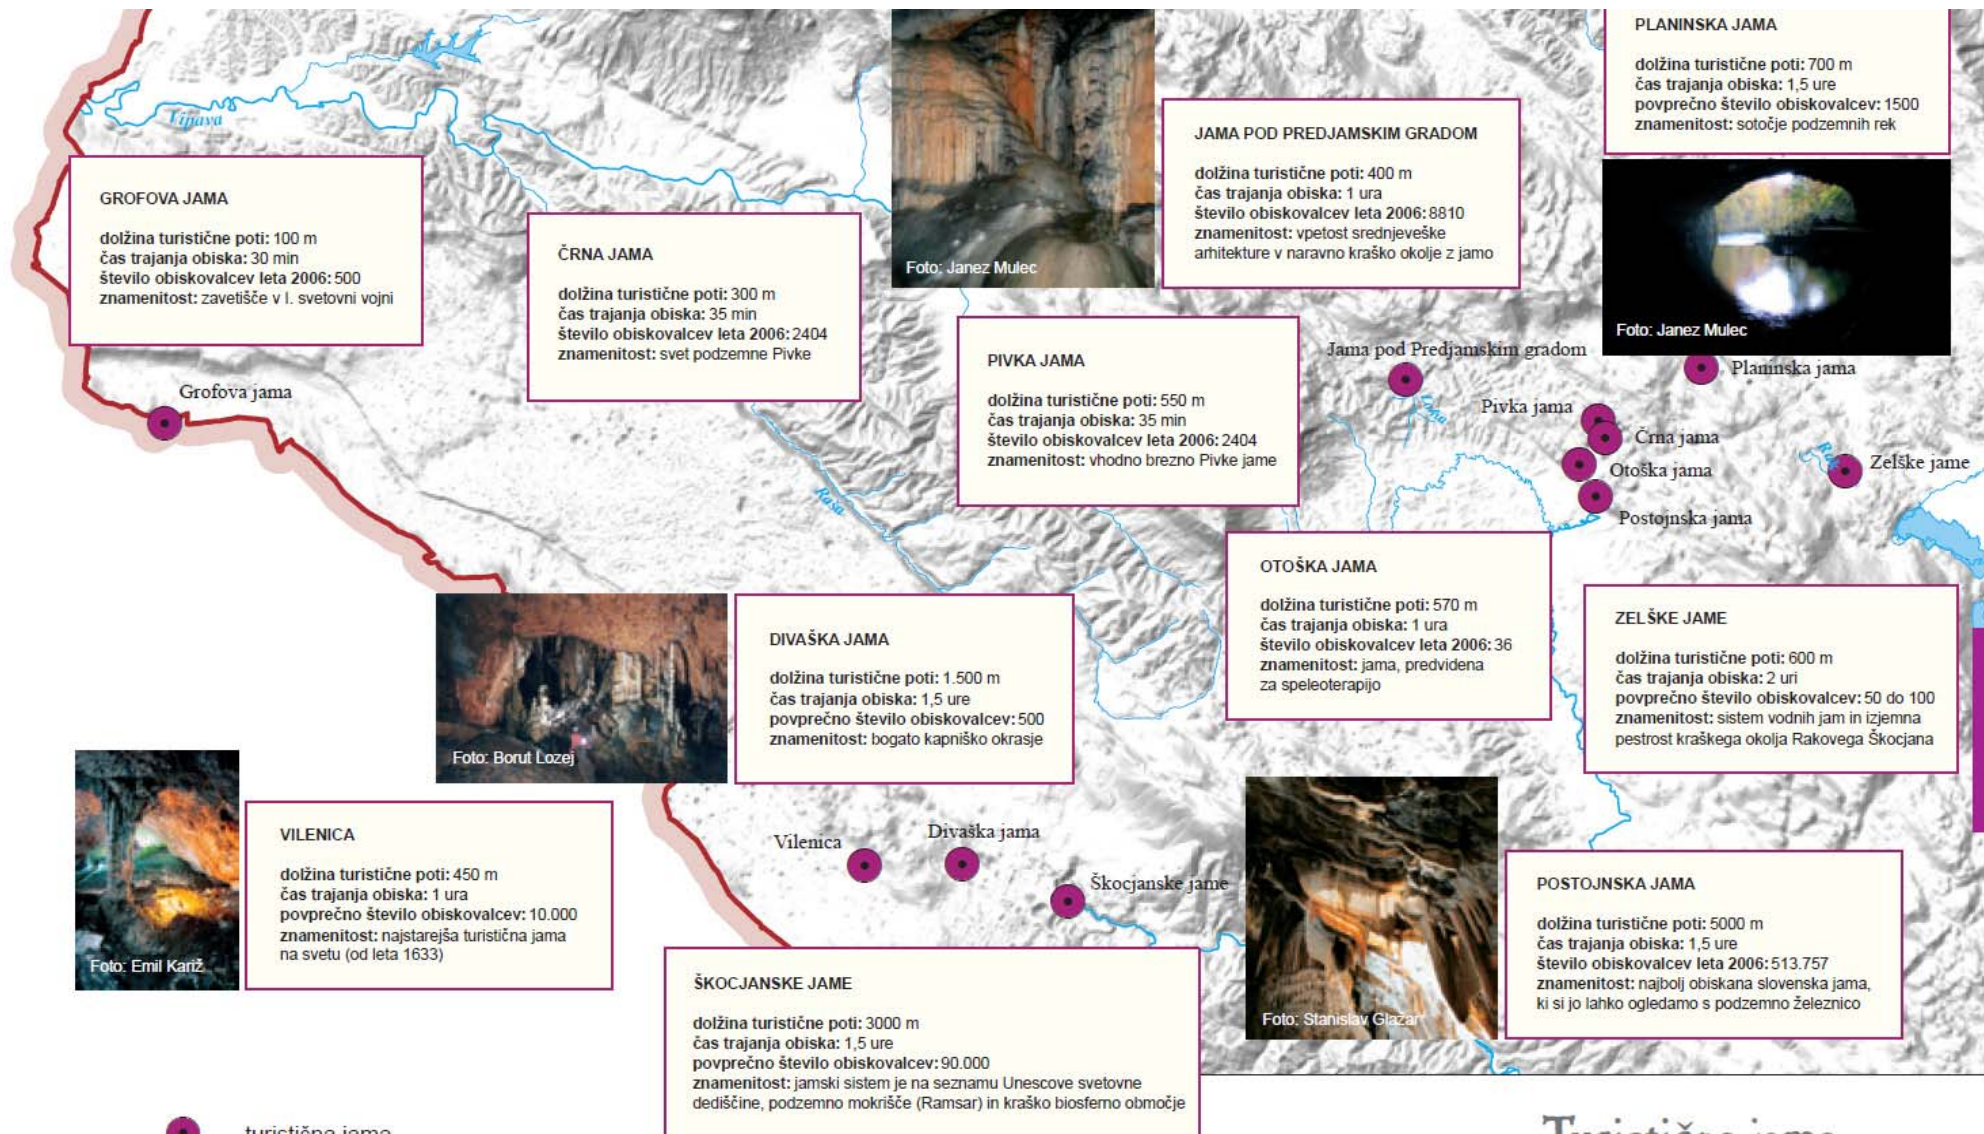 PLANINSKA JAMA
dolžina turistične poti: 700 m
čas trajanja obiska: 1,5 ure
povprečno število obiskovalcev: 1500
znamenitost: sotočje podzemnih rek
Foto: Janez Mulec
JAMA POD PREDJAMSKIM GRADOM
dolžina turistične poti: 400 m
čas trajanja obiska: 1 ura
število obiskovalcev leta 2006: 8810
znamenitost: vpetost srednjeveške
arhitekture v naravno kraško okolje z jamo
Foto: Janez Mulec
Vipava
GROFOVA JAMA
dolžina turistične poti: 100 m
čas trajanja obiska: 30 min
število obiskovalcev leta 2006: 500
znamenitost: zavetišče v I. svetovni vojni
ČRNA JAMA
dolžina turistične poti: 300 m
čas trajanja obiska: 35 min
število obiskovalcev leta 2006: 2404
znamenitost: svet podzemne Pivke
PIVKA JAMA
dolžina turistične poti: 550 m
čas trajanja obiska: 35 min
število obiskovalcev leta 2006: 2404
znamenitost: vhodno brezno Pivke jame
Jama pod Predjamskim gradom
Planinska jama
Grofova jama
Lokva
Pivka jama
Črna jama
Otoška jama
Rak
Zelške jame
Postojnska jama
Raša
OTOŠKA JAMA
dolžina turistične poti: 570 m
čas trajanja obiska: 1 ura
število obiskovalcev leta 2006: 36
znamenitost: jama, predvidena
za speleoterapijo
ZELŠKE JAME
dolžina turistične poti: 600 m
čas trajanja obiska: 2 uri
povprečno število obiskovalcev: 50 do 100
znamenitost: sistem vodnih jam in izjemna
pestrost kraškega okolja Rakovega Škocjana
DIVAŠKA JAMA
dolžina turistične poti: 1.500 m
čas trajanja obiska: 1,5 ure
povprečno število obiskovalcev: 500
znamenitost: bogato kapniško okrasje
Foto: Borut Lozej
VILENICA
dolžina turistične poti: 450 m
čas trajanja obiska: 1 ura
povprečno število obiskovalcev: 10.000
znamenitost: najstarejša turistična jama
na svetu (od leta 1633)
Foto: Emil Kariž
Vilenica
Divaška jama
Škocjanske jame
POSTOJNSKA JAMA
dolžina turistične poti: 5000 m
čas trajanja obiska: 1,5 ure
število obiskovalcev leta 2006: 513.757
znamenitost: najbolj obiskana slovenska jama,
ki si jo lahko ogledamo s podzemno železnico
Foto: Stanislav Glažar
ŠKOCJANSKE JAME
dolžina turistične poti: 3000 m
čas trajanja obiska: 1,5 ure
povprečno število obiskovalcev: 90.000
znamenitost: jamski sistem je na seznamu Unescove svetovne
dediščine, podzemno mokrišče (Ramsar) in kraško biosferno območje
turistična jama
Turistične jame